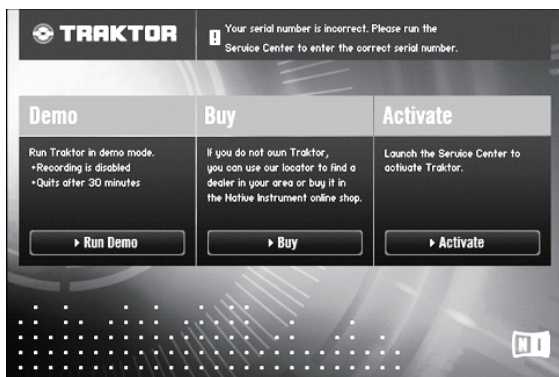 TRAKTOR
! Your serial number is incorrect. Please run the
Service Center to enter the correct serial number.
Demo
Run Traktor in demo mode.
•Recording is disabled
•Quits after 30 minutes
Run Demo
Buy
If you do not own Traktor,
you can use our locator to find a
dealer in your area or buy it in
the Native Instrument online shop.
Buy
Activate
Launch the Service Center to
activate Traktor.
Activate
NI